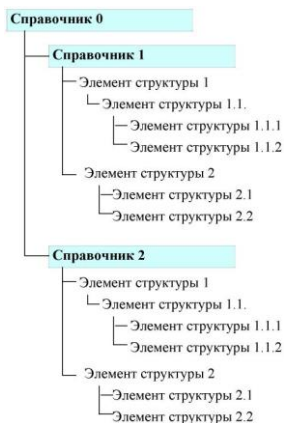 Справочник 0
Справочник 1
Элемент структуры 1
Элемент структуры 1.1.
Элемент структуры 1.1.1
Элемент структуры 1.1.2
Элемент структуры 2
Элемент структуры 2.1
Элемент структуры 2.2
Справочник 2
Элемент структуры 1
Элемент структуры 1.1.
Элемент структуры 1.1.1
Элемент структуры 1.1.2
Элемент структуры 2
Элемент структуры 2.1
Элемент структуры 2.2